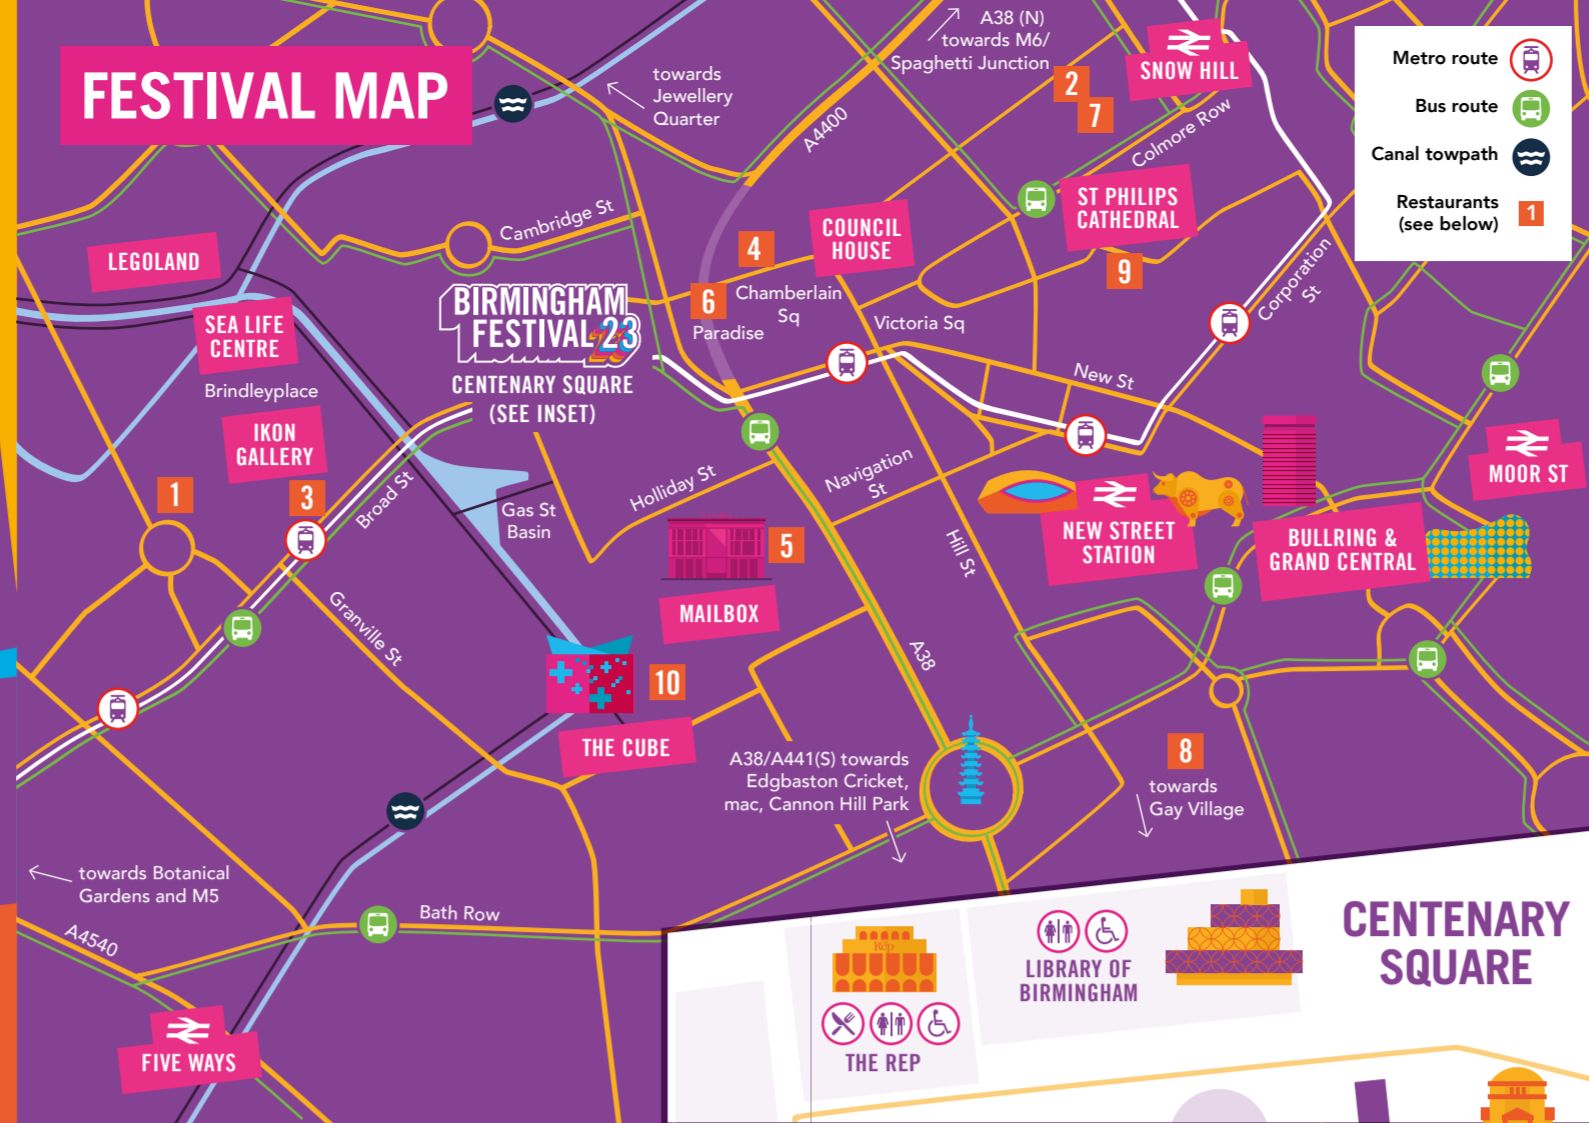 FESTIVAL MAP
towards
Jewellery
Quarter
A38 (N)
towards M6/
Spaghetti Junction
A4400
2
7
SNOW HILL
Colmore Row
Metro route
Bus route
Canal towpath
Restaurants
(see below)
1
ST PHILIPS
CATHEDRAL
9
COUNCIL
HOUSE
4
6
Chamberlain
Sq
Paradise
Victoria Sq
Cambridge St
LEGOLAND
SEA LIFE
CENTRE
Brindleyplace
IKON
GALLERY
BIRMINGHAM
FESTIVAL 23
CENTENARY SQUARE
(SEE INSET)
Corporation
St
New St
1
3
Broad St
Gas St
Basin
Holliday St
Navigation
St
5
MAILBOX
Hill St
NEW STREET
STATION
BULLRING &
GRAND CENTRAL
MOOR ST
Granville St
10
THE CUBE
A38
A38/A441(S) towards
Edgbaston Cricket,
mac, Cannon Hill Park
8
towards
Gay Village
towards Botanical
Gardens and M5
A4540
Bath Row
FIVE WAYS
Rep
THE REP
LIBRARY OF
BIRMINGHAM
CENTENARY
SQUARE